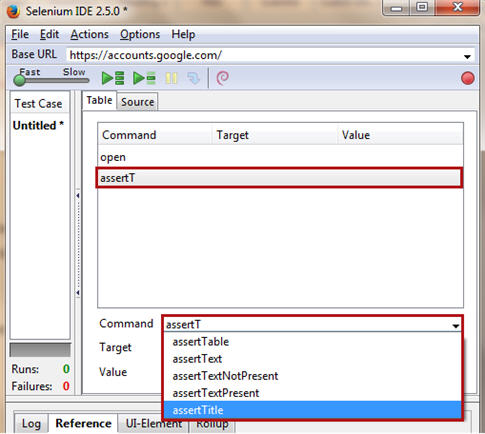 Selenium IDE 2.5.0 *
File Edit Actions Options Help
Base URL https://accounts.google.com/
Fast Slow
Test Case
Table Source
Untitled *
Command Target Value
open
assertT
Command assertT
assertTable
Target
assertText
assertTextNotPresent
Value
assertTextPresent
assertTitle
Runs: 0
Failures: 0
Log Reference UI-Element Rollup